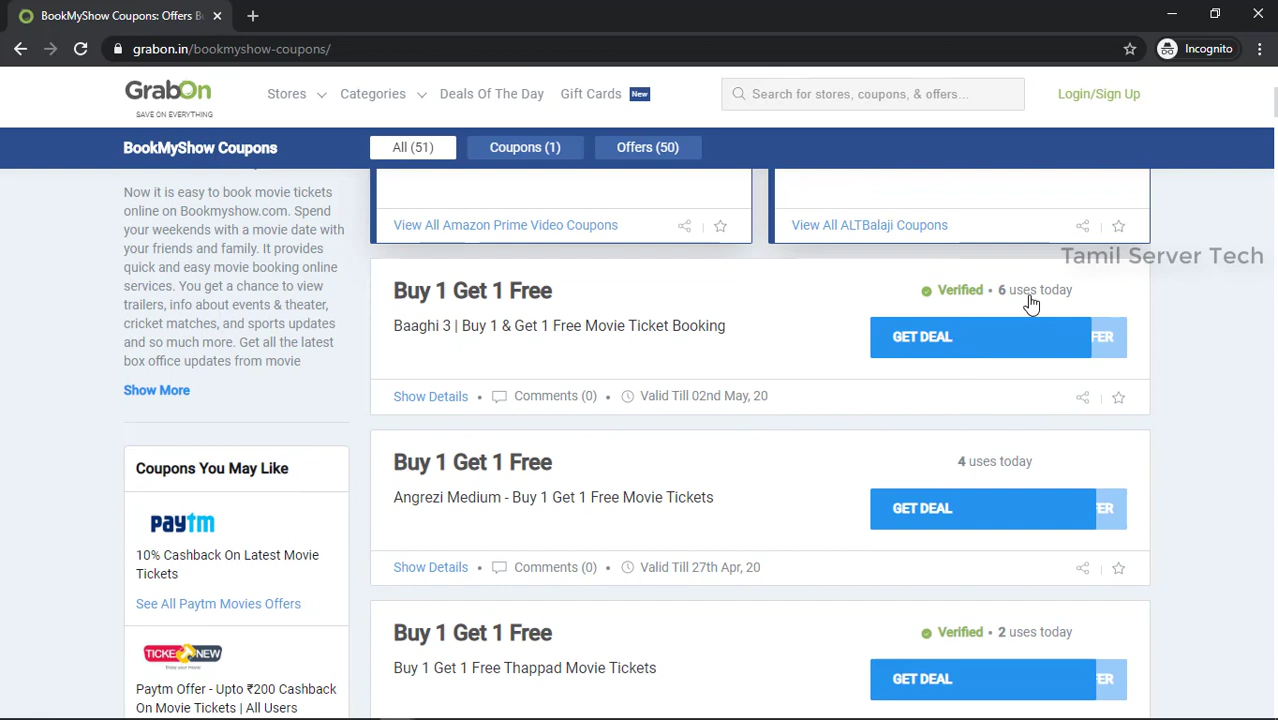 BookMyShow Coupons: Offers B
grabon.in/bookmyshow-coupons/
Incognito
GrabOn
SAVE ON EVERYTHING
Stores
Categories
Deals Of The Day
Gift Cards
New
Search for stores, coupons, & offers...
Login/Sign Up
BookMyShow Coupons
All (51)
Coupons (1)
Offers (50)
Now it is easy to book movie tickets
online on Bookmyshow.com. Spend
your weekends with a movie date with
your friends and family. It provides
quick and easy movie booking online
services. You get a chance to view
trailers, info about events & theater,
cricket matches, and sports updates
and so much more. Get all the latest
box office updates from movie
Show More
Coupons You May Like
paytm
10% Cashback On Latest Movie
Tickets
See All Paytm Movies Offers
TICKET NEW
Paytm Offer - Upto ₹200 Cashback
On Movie Tickets | All Users
View All Amazon Prime Video Coupons
View All ALTBalaji Coupons
Tamil Server Tech
Buy 1 Get 1 Free
Verified • 6 uses today
Baaghi 3 | Buy 1 & Get 1 Free Movie Ticket Booking
GET DEAL
FER
Show Details • Comments (0) • Valid Till 02nd May, 20
Buy 1 Get 1 Free
4 uses today
Angrezi Medium - Buy 1 Get 1 Free Movie Tickets
GET DEAL
ER
Show Details • Comments (0) • Valid Till 27th Apr, 20
Buy 1 Get 1 Free
Verified • 2 uses today
Buy 1 Get 1 Free Thappad Movie Tickets
GET DEAL
ER